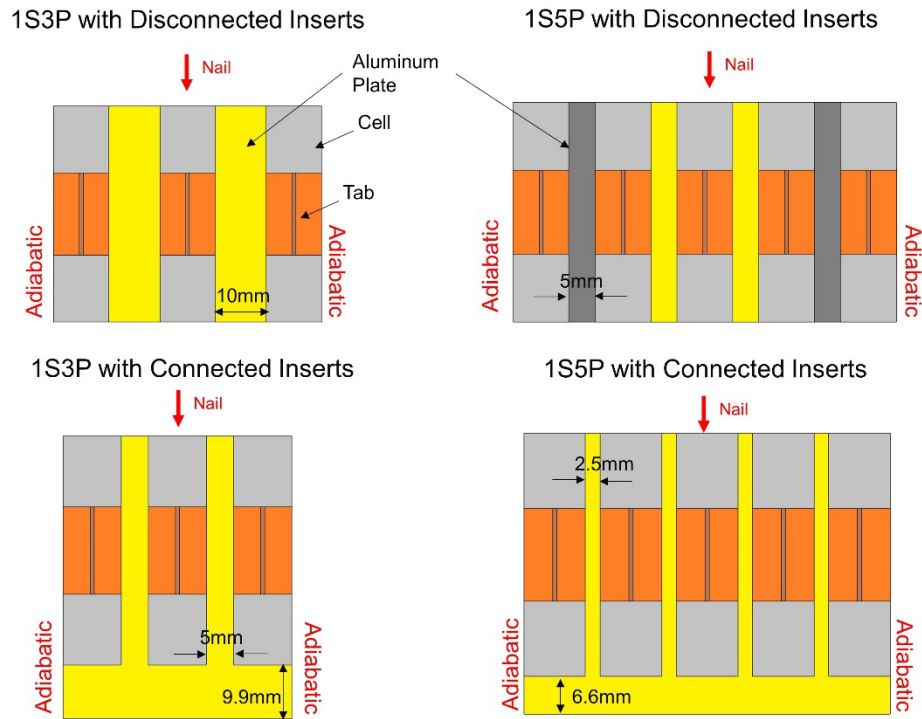 1S3P with Disconnected Inserts
1S5P with Disconnected Inserts
Nail
Aluminum
Plate
Nail
Cell
Tab
Adiabatic
Adiabatic
10mm
Adiabatic
Adiabatic
5mm
1S3P with Connected Inserts
1S5P with Connected Inserts
Nail
Nail
2.5mm
5mm
Adiabatic
Adiabatic
9.9mm
Adiabatic
Adiabatic
6.6mm